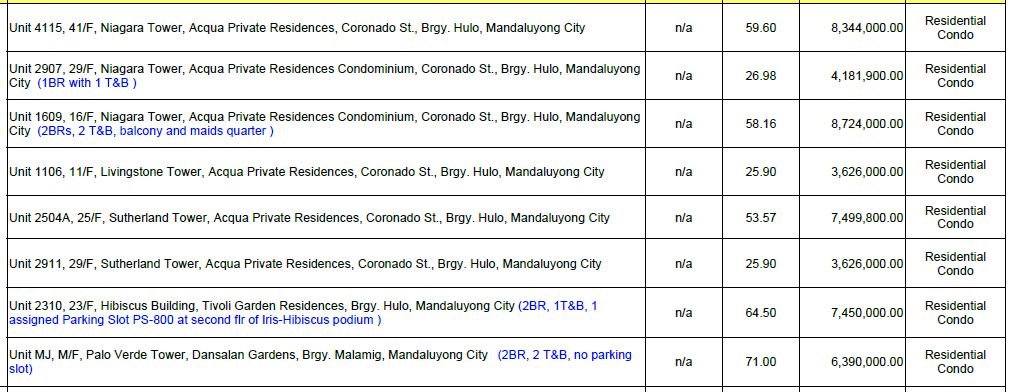 Unit 4115, 41/F, Niagara Tower, Acqua Private Residences, Coronado St., Brgy. Hulo, Mandaluyong City n/a 59.60 8,344,000.00 Residential
Condo
Unit 2907, 29/F, Niagara Tower, Acqua Private Residences Condominium, Coronado St., Brgy. Hulo, Mandaluyong
City (1BR with 1 T&B ) n/a 26.98 4,181,900.00 Residential
Condo
Unit 1609, 16/F, Niagara Tower, Acqua Private Residences Condominium, Coronado St., Brgy. Hulo, Mandaluyong
City (2BRs, 2 T&B, balcony and maids quarter ) n/a 58.16 8,724,000.00 Residential
Condo
Unit 1106, 11/F, Livingstone Tower, Acqua Private Residences, Coronado St., Brgy. Hulo, Mandaluyong City n/a 25.90 3,626,000.00 Residential
Condo
Unit 2504A, 25/F, Sutherland Tower, Acqua Private Residences, Coronado St., Brgy. Hulo, Mandaluyong City n/a 53.57 7,499,800.00 Residential
Condo
Unit 2911, 29/F, Sutherland Tower, Acqua Private Residences, Coronado St., Brgy. Hulo, Mandaluyong City n/a 25.90 3,626,000.00 Residential
Condo
Unit 2310, 23/F, Hibiscus Building, Tivoli Garden Residences, Brgy. Hulo, Mandaluyong City (2BR, 1T&B, 1
assigned Parking Slot PS-800 at second flr of Iris-Hibiscus podium ) n/a 64.50 7,450,000.00 Residential
Condo
Unit MJ, M/F, Palo Verde Tower, Dansalan Gardens, Brgy. Malamig, Mandaluyong City (2BR, 2 T&B, no parking
slot) n/a 71.00 6,390,000.00 Residential
Condo